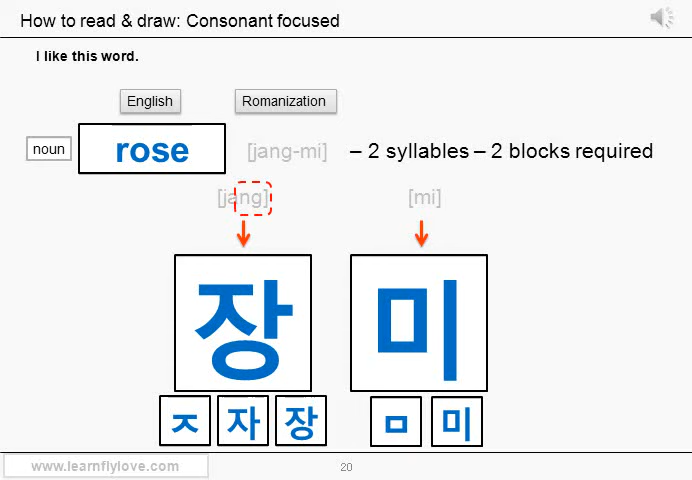 How to read & draw: Consonant focused
I like this word.
English
Romanization
noun
rose
[jang-mi]
– 2 syllables – 2 blocks required
[jang]
[mi]
장
미
ㅈ
자
장
ㅁ
미
www.learnflylove.com
20